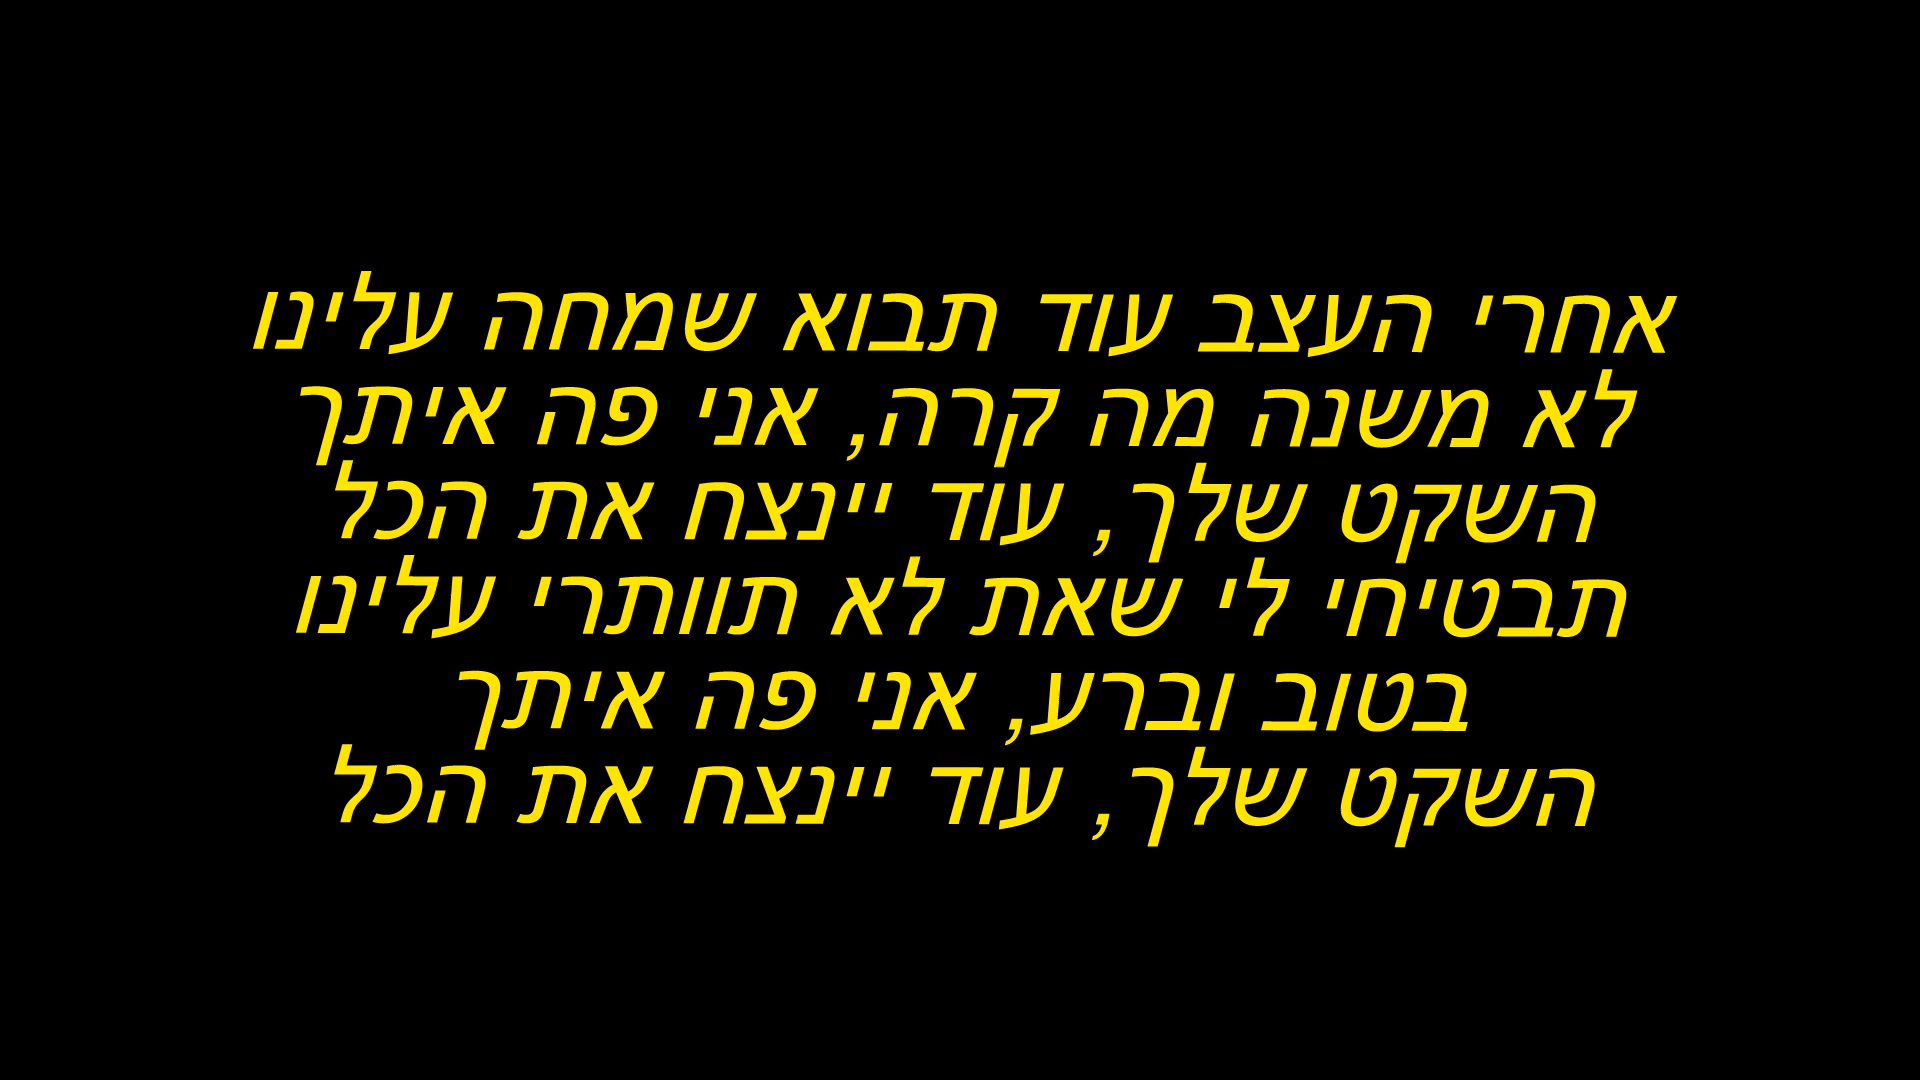 אחרי העצב עוד תבוא שמחה עלינו
לא משנה מה קרה, אני פה איתך
השקט שלך, עוד יינצח את הכל
תבטיחי לי שאת לא תוותרי עלינו
בטוב וברע, אני פה איתך
השקט שלך, עוד יינצח את הכל